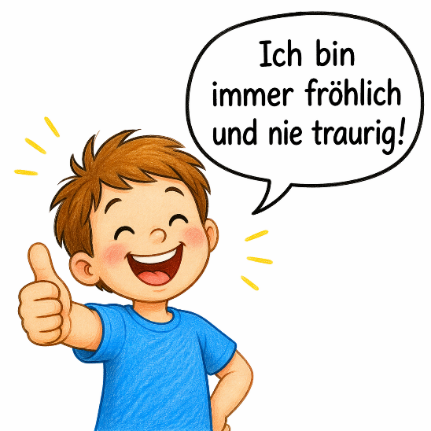 Ich bin
immer fröhlich
und nie traurig!